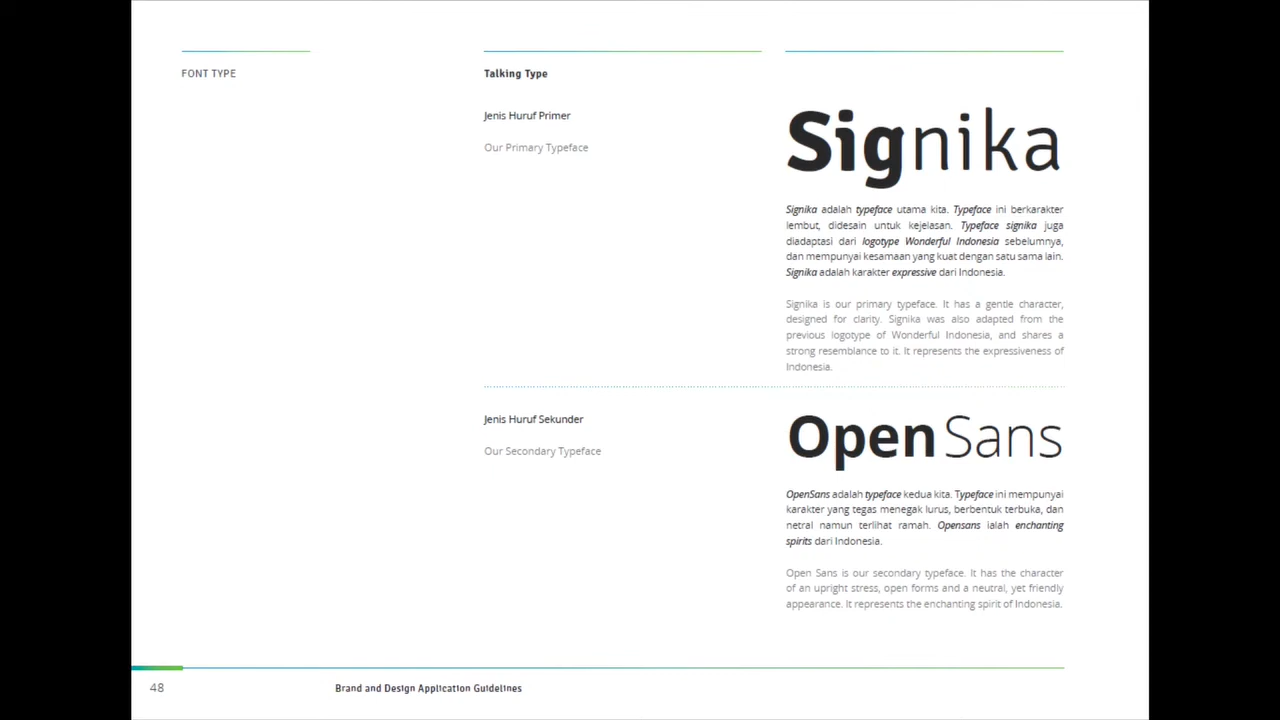 FONT TYPE
Talking Type
Jenis Huruf Primer
Our Primary Typeface
Signika
Signika adalah typeface utama kita. Typeface ini berkarakter
lembut, didesain untuk kejelasan. Typeface signika juga
diadaptasi dari logotype Wonderful Indonesia sebelumnya,
dan mempunyai kesamaan yang kuat dengan satu sama lain.
Signika adalah karakter expressive dari Indonesia.
Signika is our primary typeface. It has a gentle character,
designed for clarity. Signika was also adapted from the
previous logotype of Wonderful Indonesia, and shares a
strong resemblance to it. It represents the expressiveness of
Indonesia.
Jenis Huruf Sekunder
Our Secondary Typeface
Open Sans
OpenSans adalah typeface kedua kita. Typeface ini mempunyai
karakter yang tegas menegak lurus, berbentuk terbuka, dan
netral namun terlihat ramah. Opensans ialah enchanting
spirits dari Indonesia.
Open Sans is our secondary typeface. It has the character
of an upright stress, open forms and a neutral, yet friendly
appearance. It represents the enchanting spirit of Indonesia.
48
Brand and Design Application Guidelines